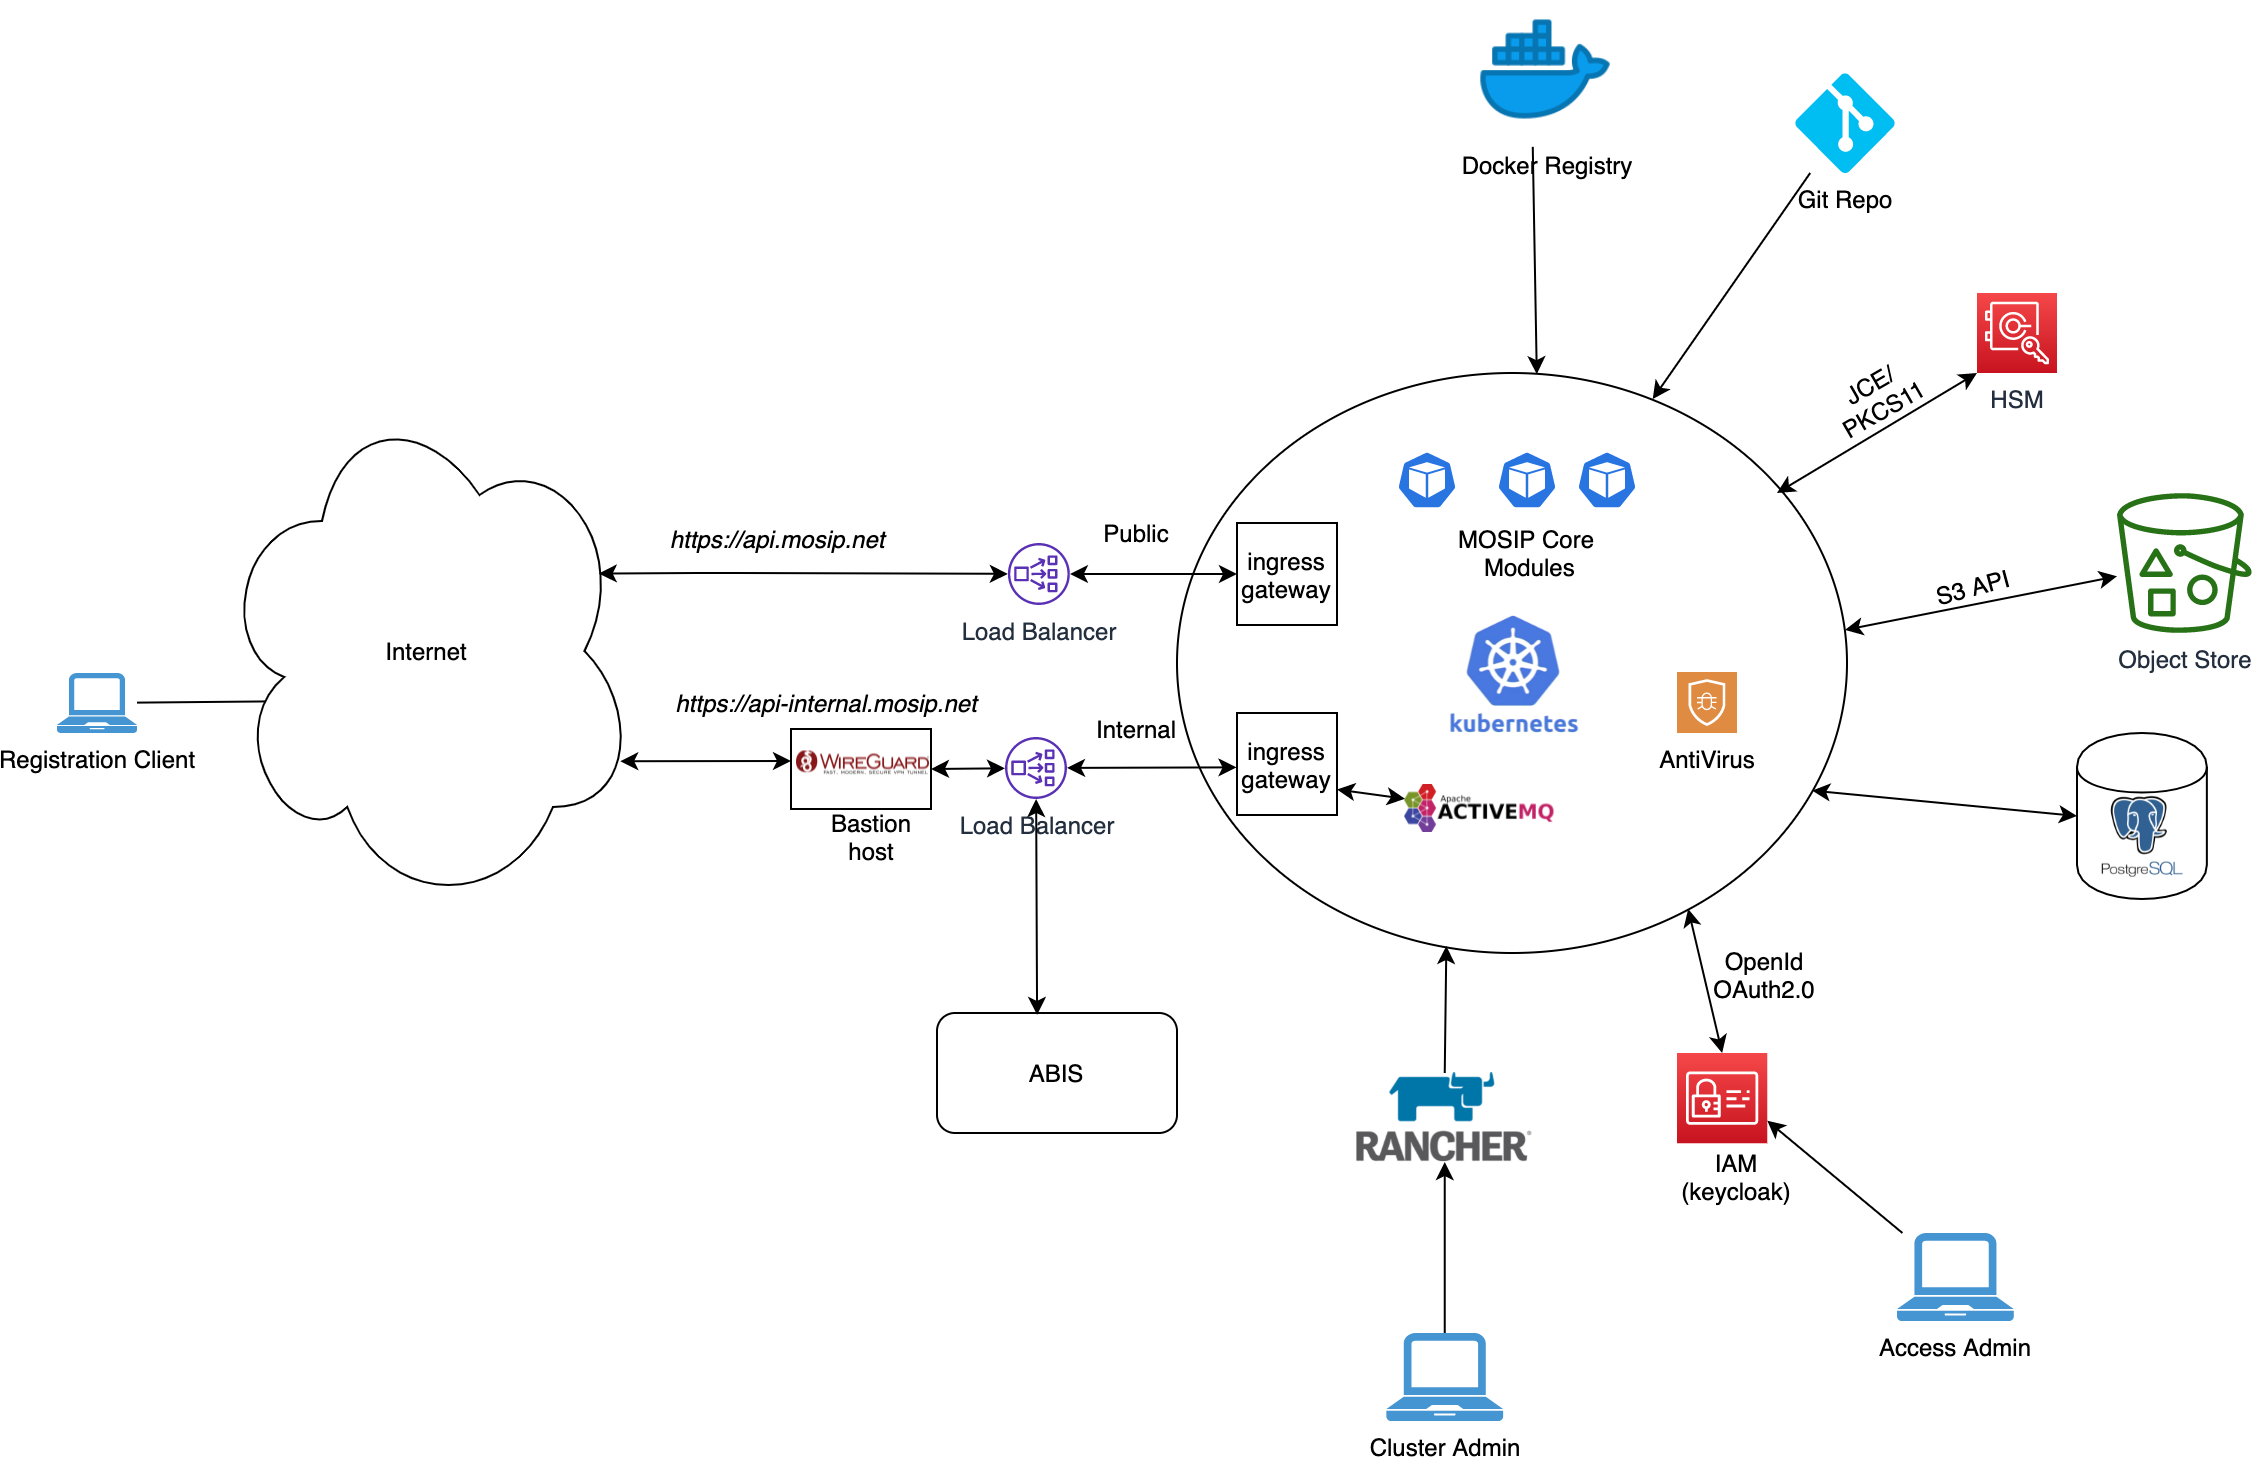 Docker Registry
Git Repo
JCE/
PKCS11
HSM
https://api.mosip.net
Public
ingress
gateway
MOSIP Core
Modules
S3 API
Load Balancer
Internet
Object Store
https://api-internal.mosip.net
Internal
kubernetes
Registration Client
WIREGUARD
FAST, MODERN, SECURE VPN TUNNEL
ingress
gateway
AntiVirus
Apache
ACTIVEMQ
Bastion
host
Load Balancer
PostgreSQL
OpenId
OAuth2.0
ABIS
RANCHER®
IAM
(keycloak)
Access Admin
Cluster Admin